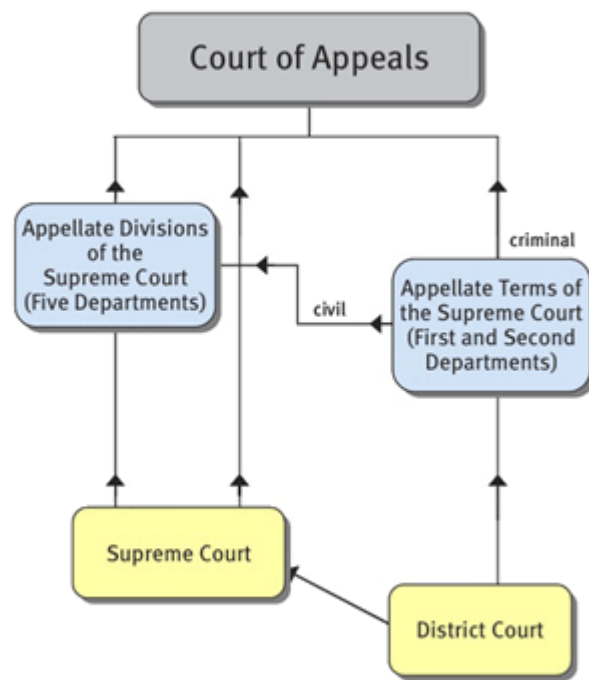 Court of Appeals
Appellate Divisions
of the
Supreme Court
(Five Departments)
criminal
civil
Appellate Terms of
the Supreme Court
(First and Second
Departments)
Supreme Court
District Court